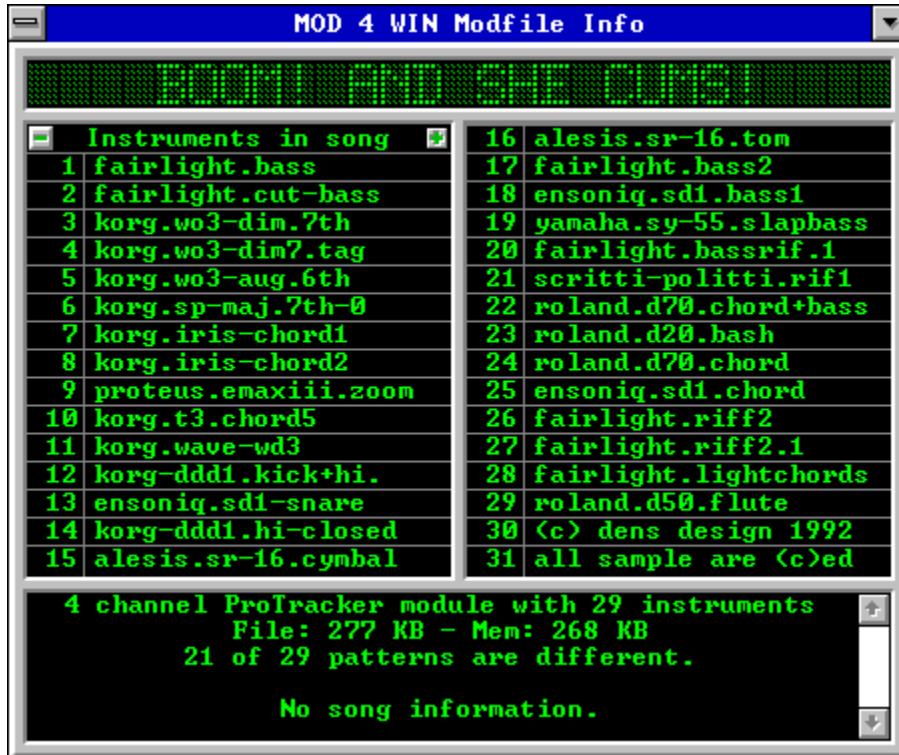 MOD 4 WIN Modfile Info
BOOM! AND SHE CUMS!
Instruments in song
1 fairlight.bass
2 fairlight.cut-bass
3 korg.wo3-dim.7th
4 korg.wo3-dim7.tag
5 korg.wo3-aug.6th
6 korg.sp-maj.7th-0
7 korg.iris-chord1
8 korg.iris-chord2
9 proteus.emaxiii.zoom
10 korg.t3.chord5
11 korg.wave-wd3
12 korg-ddd1.kick+hi.
13 ensoniq.sd1-snare
14 korg-ddd1.hi-closed
15 alesis.sr-16.cymbal
16 alesis.sr-16.tom
17 fairlight.bass2
18 ensoniq.sd1.bass1
19 yamaha.sy-55.slapbass
20 fairlight.bassrif.1
21 scritti-politti.rif1
22 roland.d70.chord+bass
23 roland.d20.bash
24 roland.d70.chord
25 ensoniq.sd1.chord
26 fairlight.riff2
27 fairlight.riff2.1
28 fairlight.lightchords
29 roland.d50.flute
30 (c) dens design 1992
31 all sample are (c)ed
4 channel ProTracker module with 29 instruments
File: 277 KB - Mem: 268 KB
21 of 29 patterns are different.
No song information.